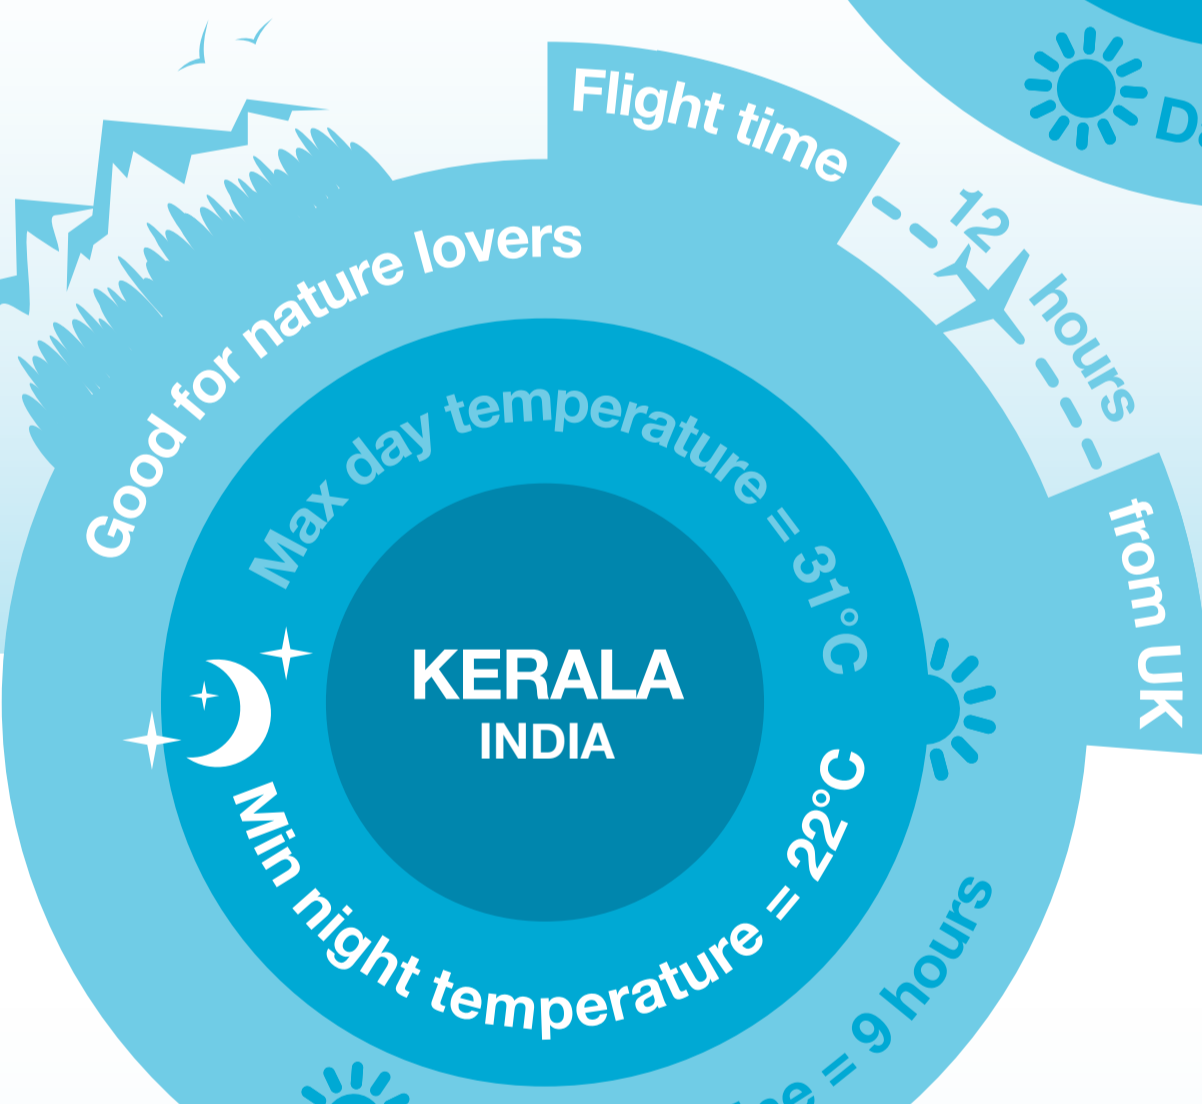 Flight time
12 hours
from UK
Good for nature lovers
Max day temperature = 31°C
KERALA
INDIA
Min night temperature = 22°C
= 9 hours